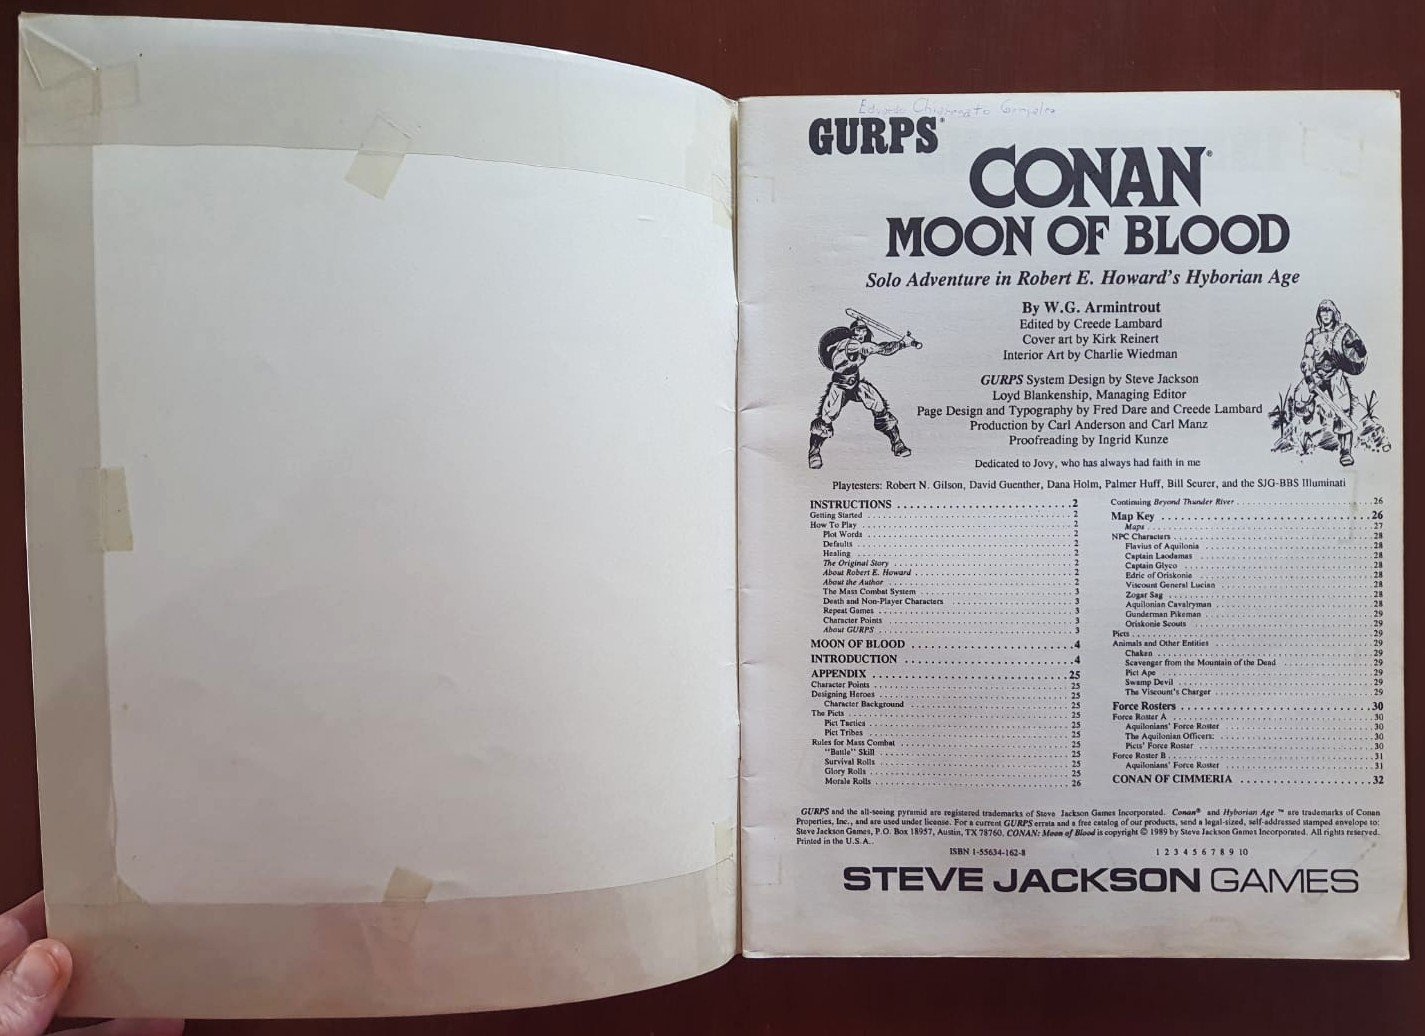 Eduardo Chiarenato Gonzales
GURPS®
CONAN®
MOON OF BLOOD
Solo Adventure in Robert E. Howard's Hyborian Age
By W.G. Armintrout
Edited by Creede Lambard
Cover art by Kirk Reinert
Interior Art by Charlie Wiedman
GURPS System Design by Steve Jackson
Loyd Blankenship, Managing Editor
Page Design and Typography by Fred Dare and Creede Lambard
Production by Carl Anderson and Carl Manz
Proofreading by Ingrid Kunze
Dedicated to Jovy, who has always had faith in me
Playtesters: Robert N. Gilson, David Guenther, Dana Holm, Palmer Huff, Bill Seurer, and the SJG-BBS Illuminati
INSTRUCTIONS . . . . . 2
Getting Started . . . . . 2
How To Play . . . . . 2
Plot Words . . . . . 2
Defaults . . . . . 2
Healing . . . . . 2
The Original Story . . . . . 2
About Robert E. Howard . . . . . 2
About the Author . . . . . 2
The Mass Combat System . . . . . 3
Death and Non-Player Characters . . . . . 3
Repeat Games . . . . . 3
Character Points . . . . . 3
About GURPS . . . . . 3
MOON OF BLOOD . . . . . 4
INTRODUCTION . . . . . 4
APPENDIX . . . . . 25
Character Points . . . . . 25
Designing Heroes . . . . . 25
Character Background . . . . . 25
The Picts . . . . . 25
Pict Tactics . . . . . 25
Pict Tribes . . . . . 25
Rules for Mass Combat . . . . . 25
"Battle" Skill . . . . . 25
Survival Rolls . . . . . 25
Glory Rolls . . . . . 25
Morale Rolls . . . . . 26
Continuing Beyond Thunder River . . . . . 26
Map Key . . . . . 26
Maps . . . . . 27
NPC Characters . . . . . 28
Flavius of Aquilonia . . . . . 28
Captain Laodamas . . . . . 28
Captain Glyco . . . . . 28
Edric of Oriskonie . . . . . 28
Viscount General Lucian . . . . . 28
Zogar Sag . . . . . 28
Aquilonian Cavalryman . . . . . 28
Gunderman Pikeman . . . . . 29
Oriskonie Scouts . . . . . 29
Picts . . . . . 29
Animals and Other Entities . . . . . 29
Chakan . . . . . 29
Scavenger from the Mountain of the Dead . . . . . 29
Pict Ape . . . . . 29
Swamp Devil . . . . . 29
The Viscount's Charger . . . . . 29
Force Rosters . . . . . 30
Force Roster A . . . . . 30
Aquilonians' Force Roster . . . . . 30
The Aquilonian Officers: . . . . . 30
Picts' Force Roster . . . . . 30
Force Roster B . . . . . 31
Aquilonians' Force Roster . . . . . 31
CONAN OF CIMMERIA . . . . . 32
GURPS and the all-seeing pyramid are registered trademarks of Steve Jackson Games Incorporated. Conan® and Hyborian Age ™ are trademarks of Conan
Properties, Inc., and are used under license. For a current GURPS errata and a free catalog of our products, send a legal-sized, self-addressed stamped envelope to:
Steve Jackson Games, P.O. Box 18957, Austin, TX 78760. CONAN: Moon of Blood is copyright © 1989 by Steve Jackson Games Incorporated. All rights reserved.
Printed in the U.S.A..
ISBN 1-55634-162-8 1 2 3 4 5 6 7 8 9 10
STEVE JACKSON GAMES